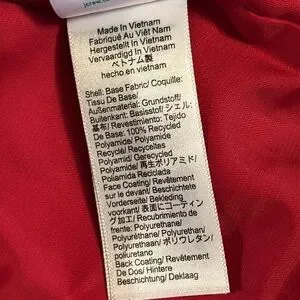 jcrew.c
Made In Vietnam
Fabriqué Au Viêt Nam
Hergestellt In Vietnam
Vervaardigd In Vietnam
ベトナム製
hecho en vietnam
Shell: Base Fabric/ Coquille:
Tissu De Base/
Außenmaterial: Grundstoff/
Buitenkant: Basisstof/ シェル:
基布/ Revestimiento: Tejido
De Base: 100% Recycled
Polyamide/ Polyamide
Recyclé/ Recyceltes
Polyamid/ Gerecycled
Polyamide/ 再生ポリアミド/
Poliamida Reciclada
Face Coating/ Revêtement
sur le devant/ Beschichtete
Vorderseite/ Bekleding
voorkant/ 表面にコーティン
グ加工/ Recubrimiento de
frente: Polyurethane/
Polyuréthane/ Polyurethan/
Polyurethaan/ ポリウレタン/
poliuretano
Back Coating/ Revêtement
De Dos/ Hintere
Beschichtung/ Deklaag